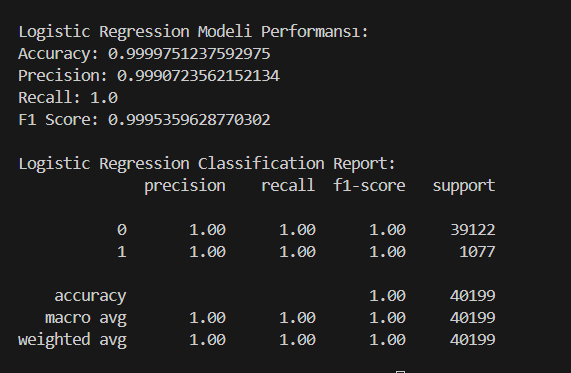 Logistic Regression Modeli Performansı:
Accuracy: 0.9999751237592975
Precision: 0.9990723562152134
Recall: 1.0
F1 Score: 0.9995359628770302
Logistic Regression Classification Report:
precision recall f1-score support
0 1.00 1.00 1.00 39122
1 1.00 1.00 1.00 1077
accuracy 1.00 40199
macro avg 1.00 1.00 1.00 40199
weighted avg 1.00 1.00 1.00 40199